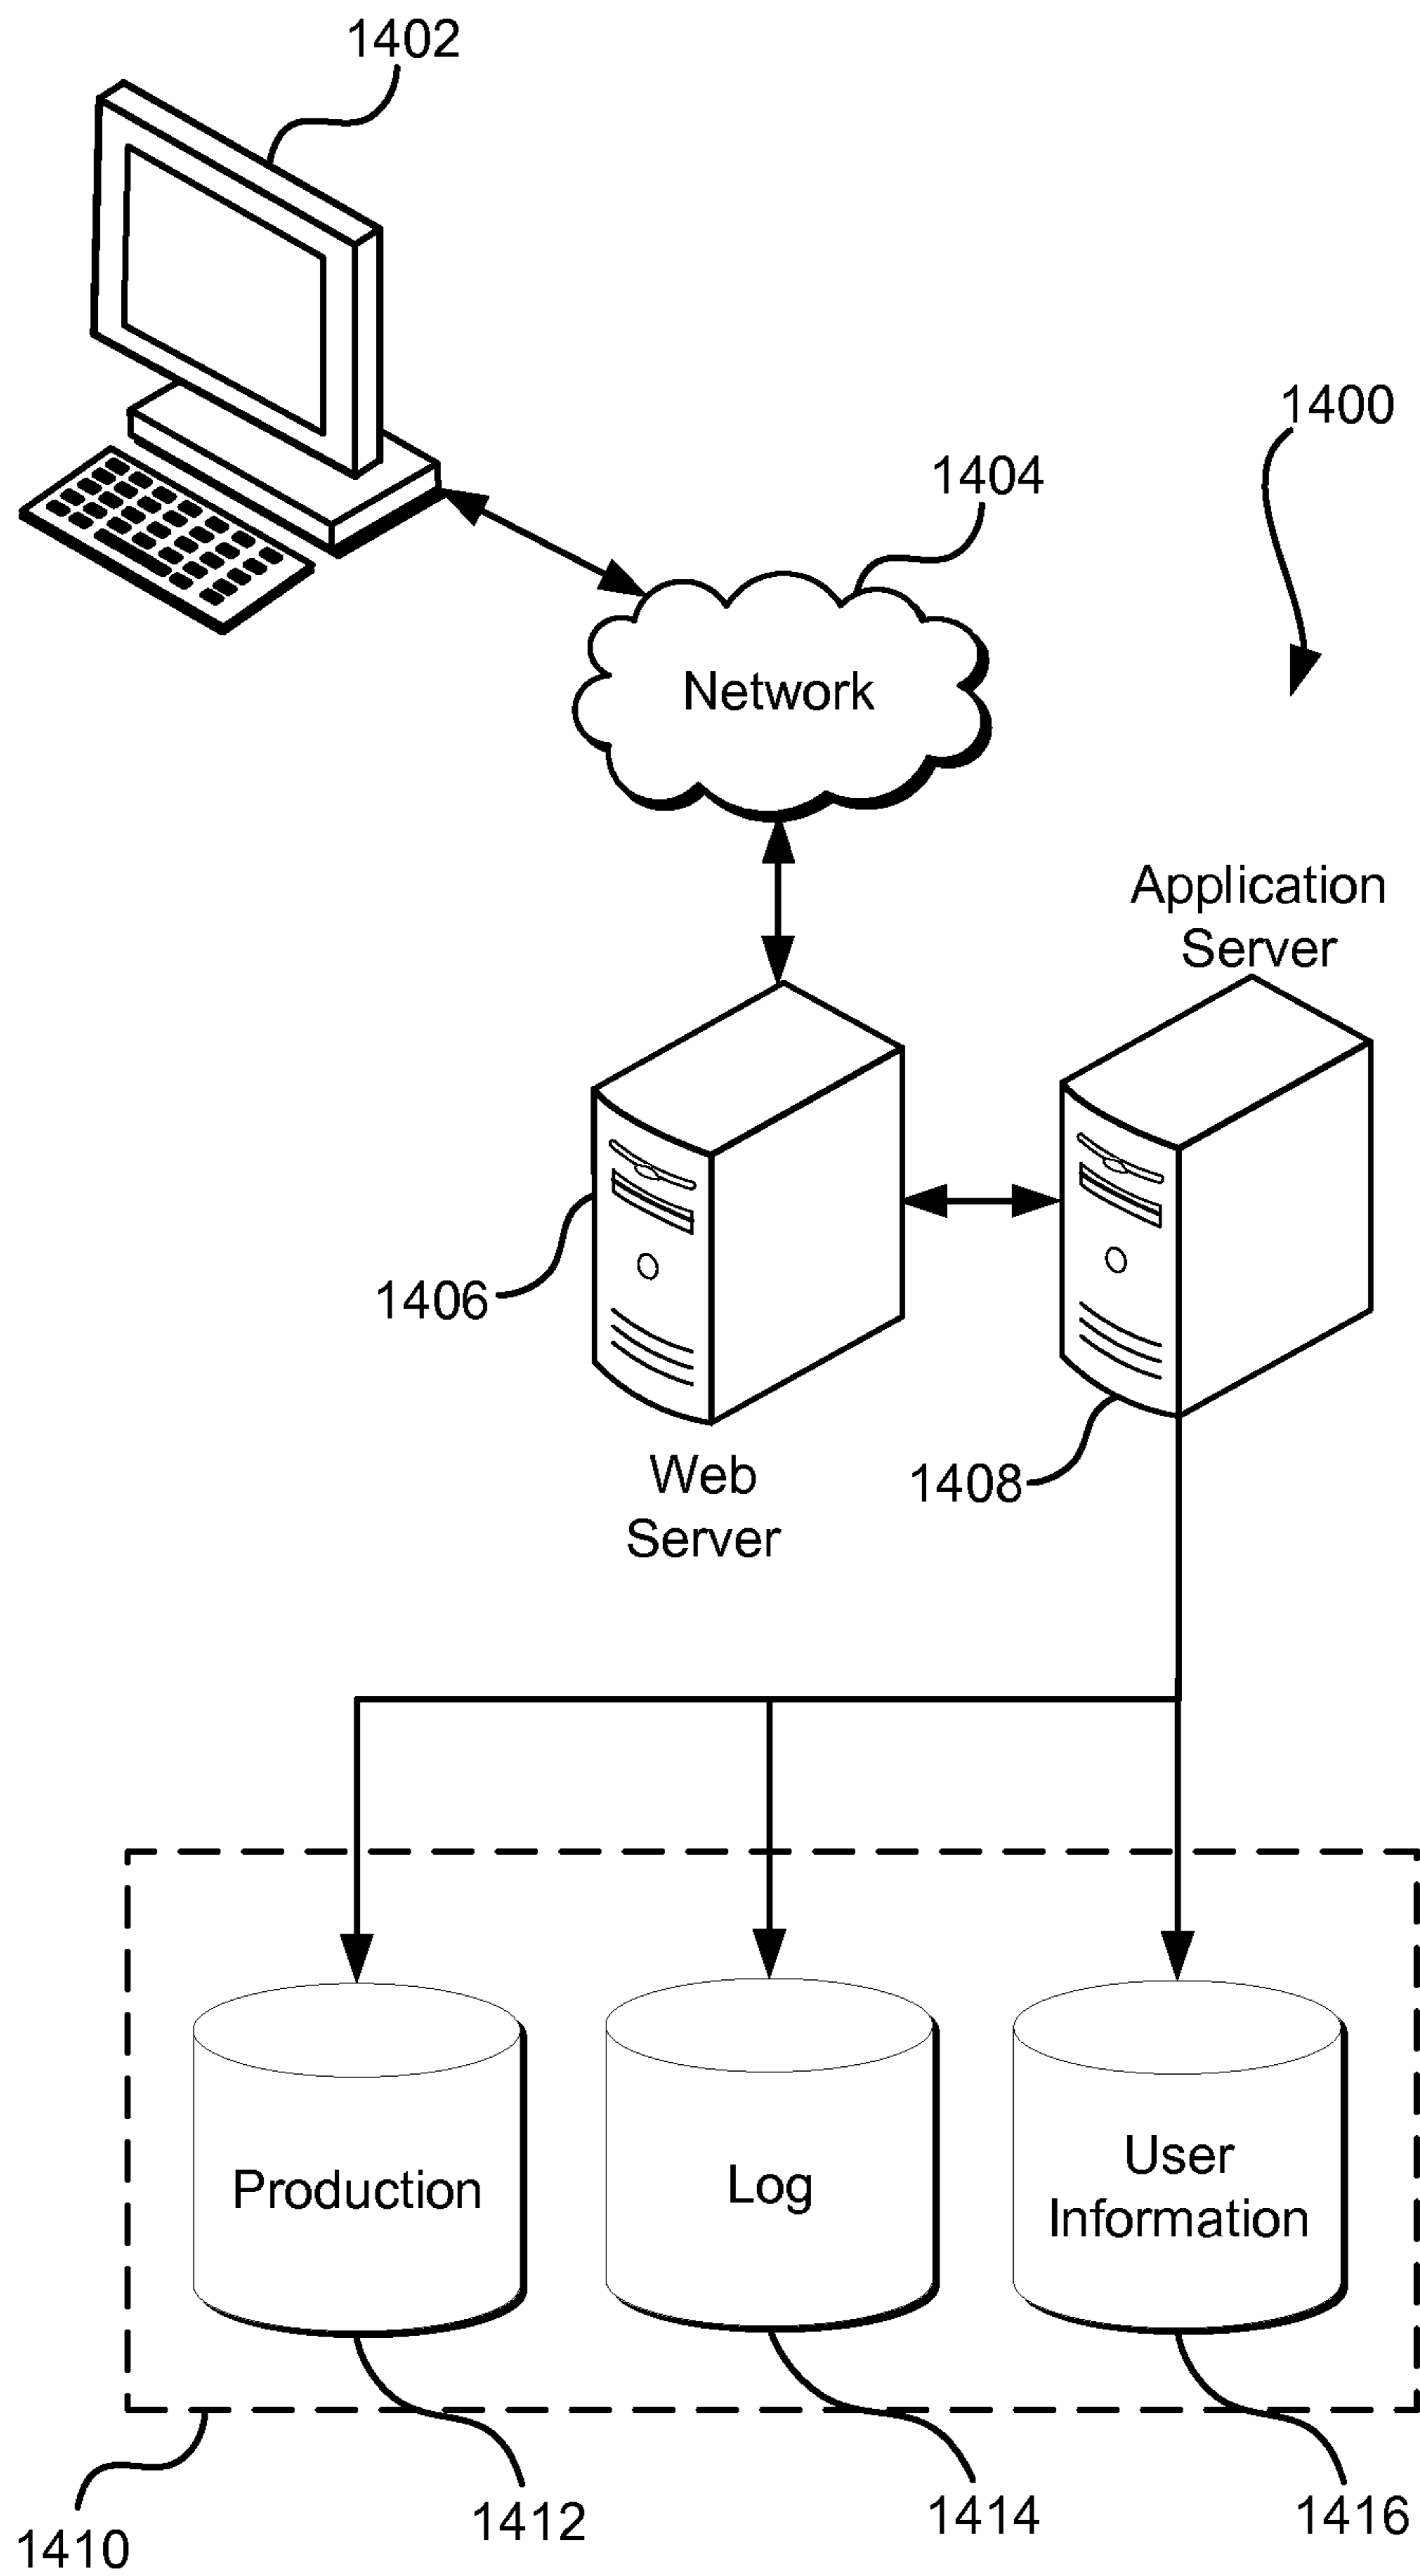 1402
1400
1404
Network
Application
Server
1406
Web
Server
1408
Production
Log
User
Information
1410
1412
1414
1416